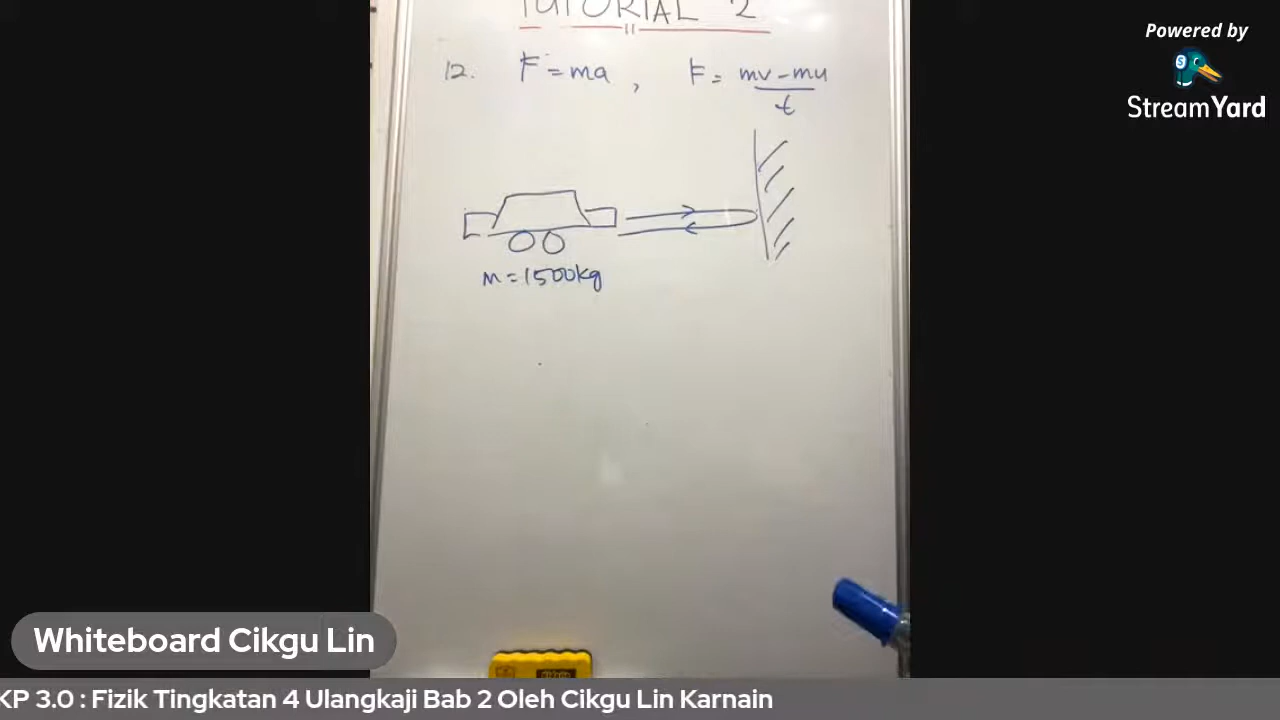 TUTORIAL 2
12. F = ma , F = mv - mu / t
m = 1500kg
Powered by
StreamYard
Whiteboard Cikgu Lin
KP 3.0 : Fizik Tingkatan 4 Ulangkaji Bab 2 Oleh Cikgu Lin Karnain